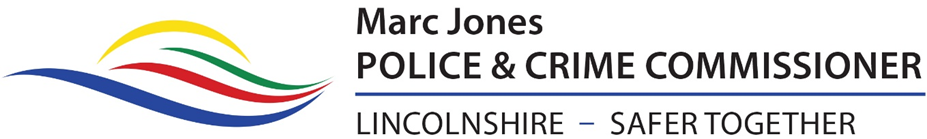 Marc Jones
POLICE & CRIME COMMISSIONER
LINCOLNSHIRE – SAFER TOGETHER